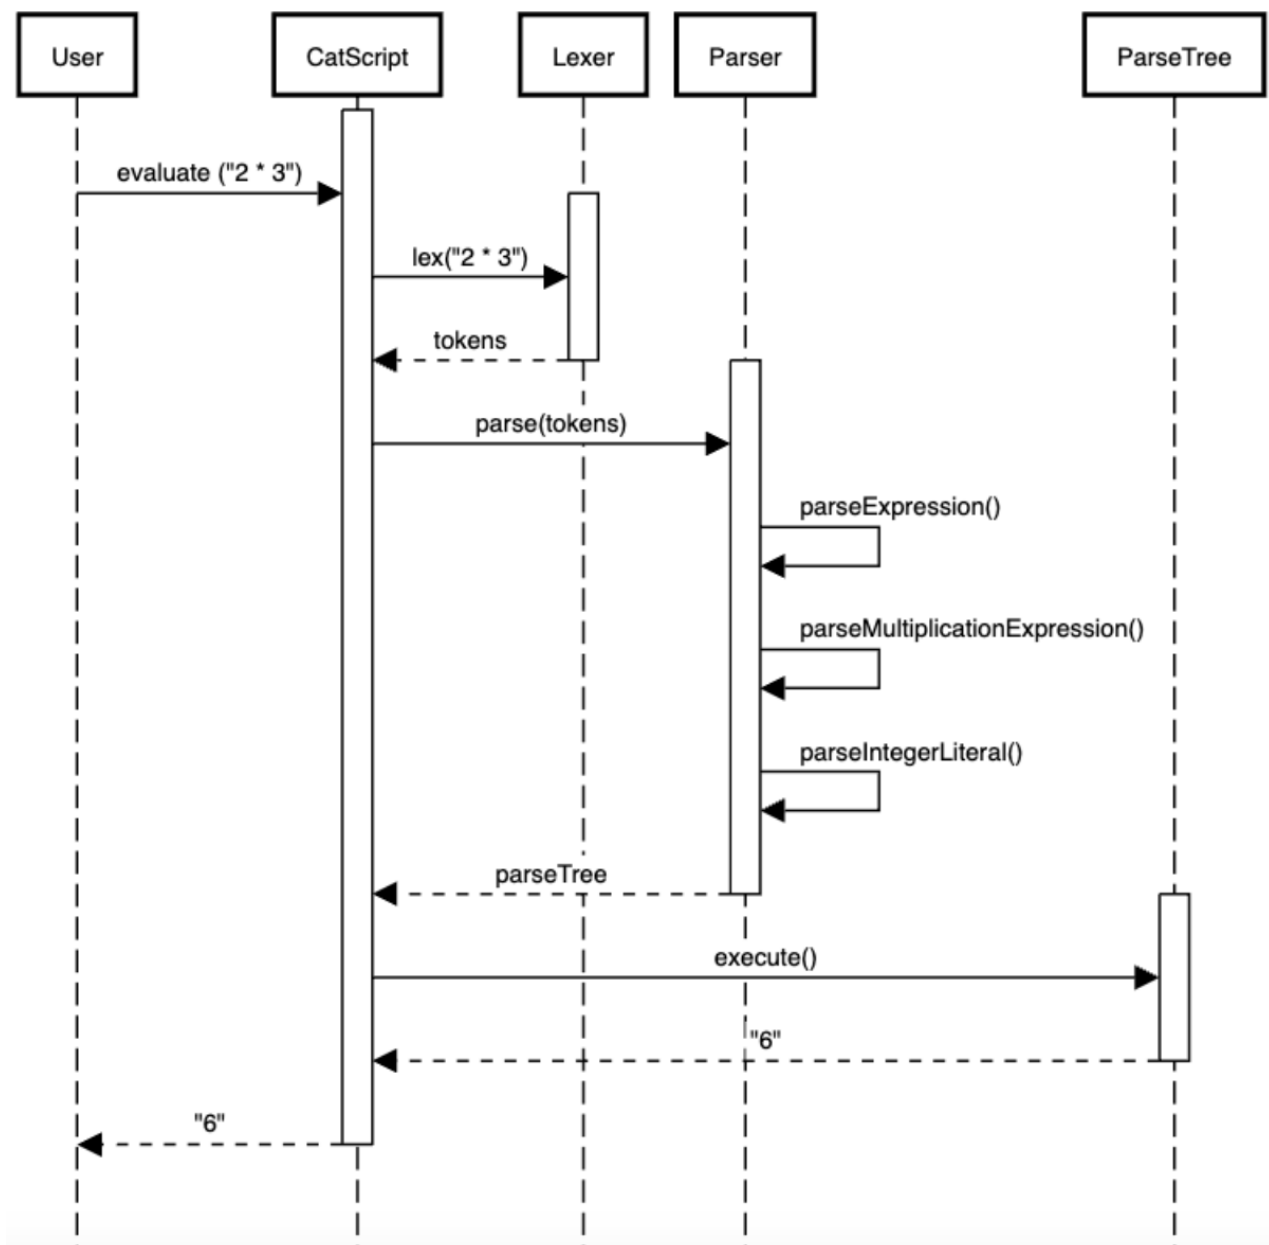 User
CatScript
Lexer
Parser
ParseTree
evaluate ("2 * 3")
lex("2 * 3")
tokens
parse(tokens)
parseExpression()
parseMultiplicationExpression()
parseIntegerLiteral()
parseTree
execute()
"6"
"6"